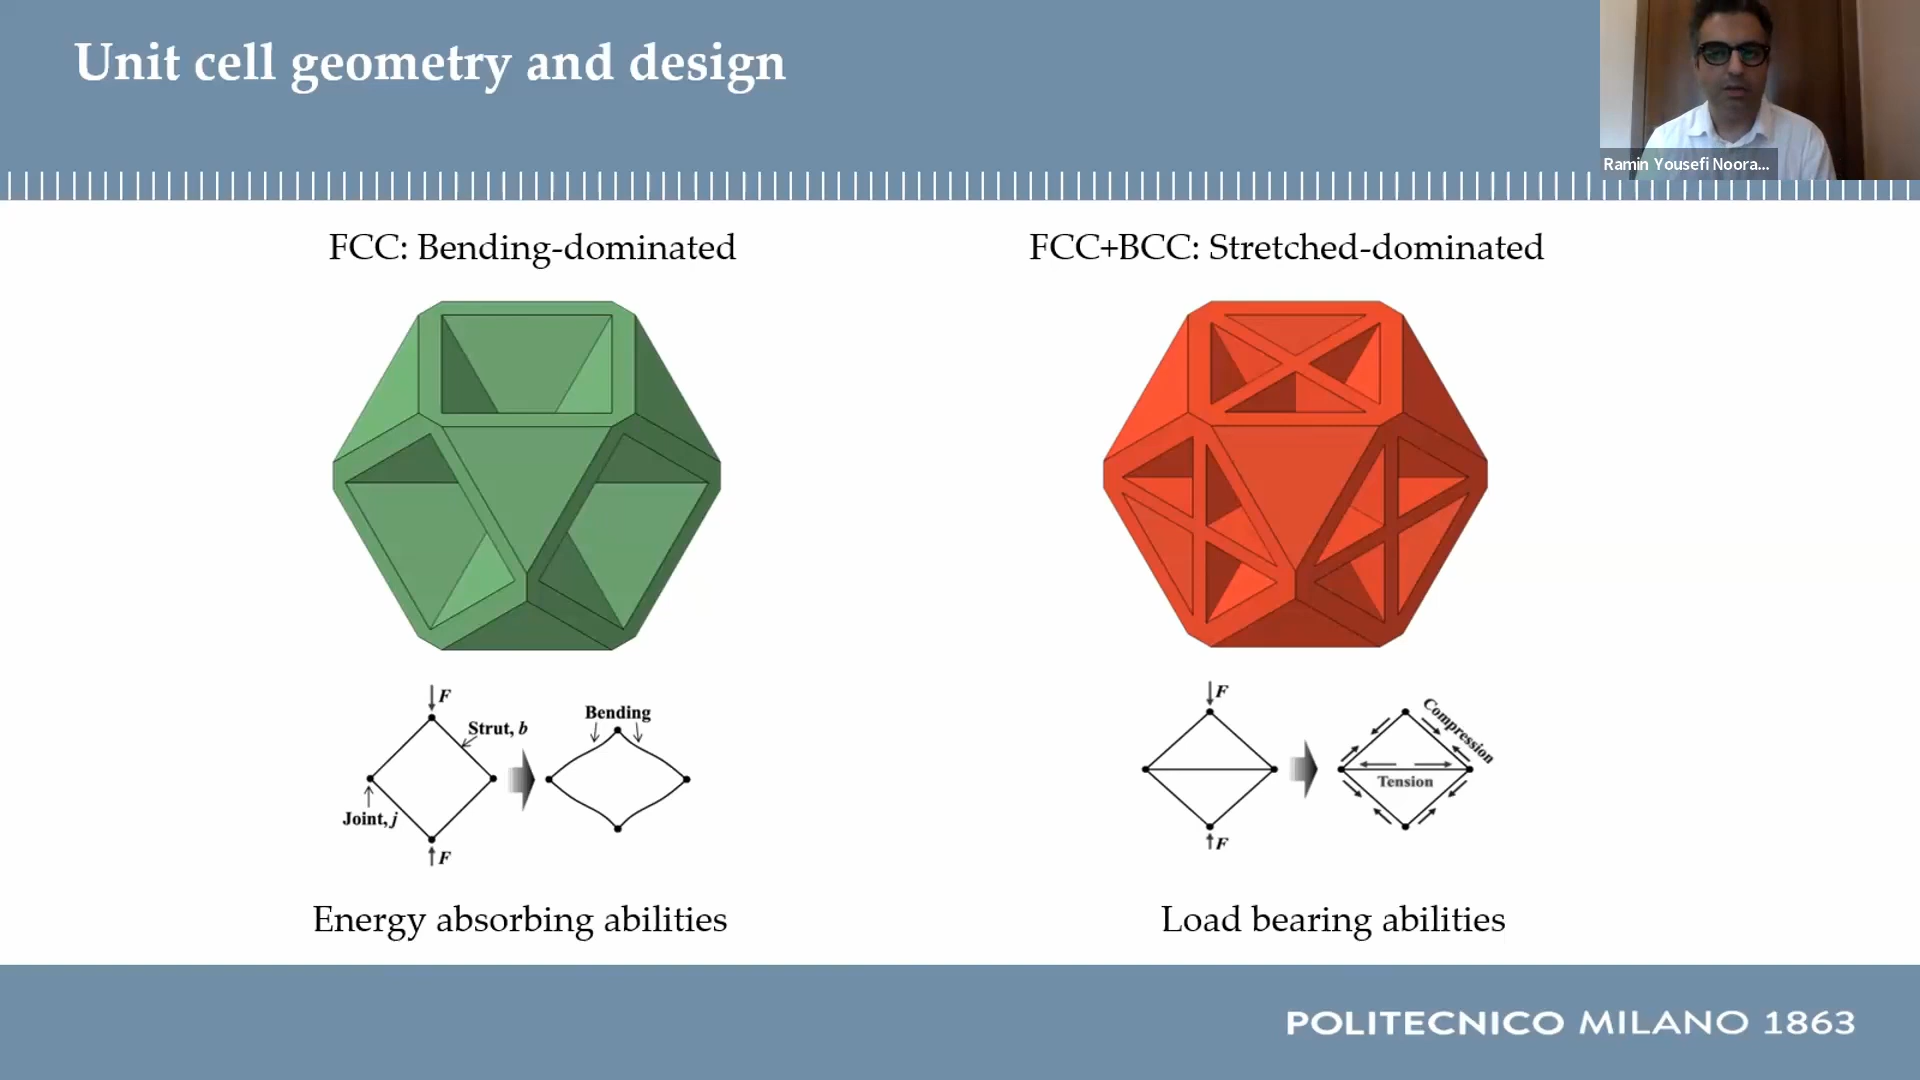 Unit cell geometry and design
Ramin Yousefi Noora...
FCC: Bending-dominated
FCC+BCC: Stretched-dominated
F
Strut, b
Joint, j
F
Bending
F
F
Compression
Tension
Energy absorbing abilities
Load bearing abilities
POLITECNICO MILANO 1863